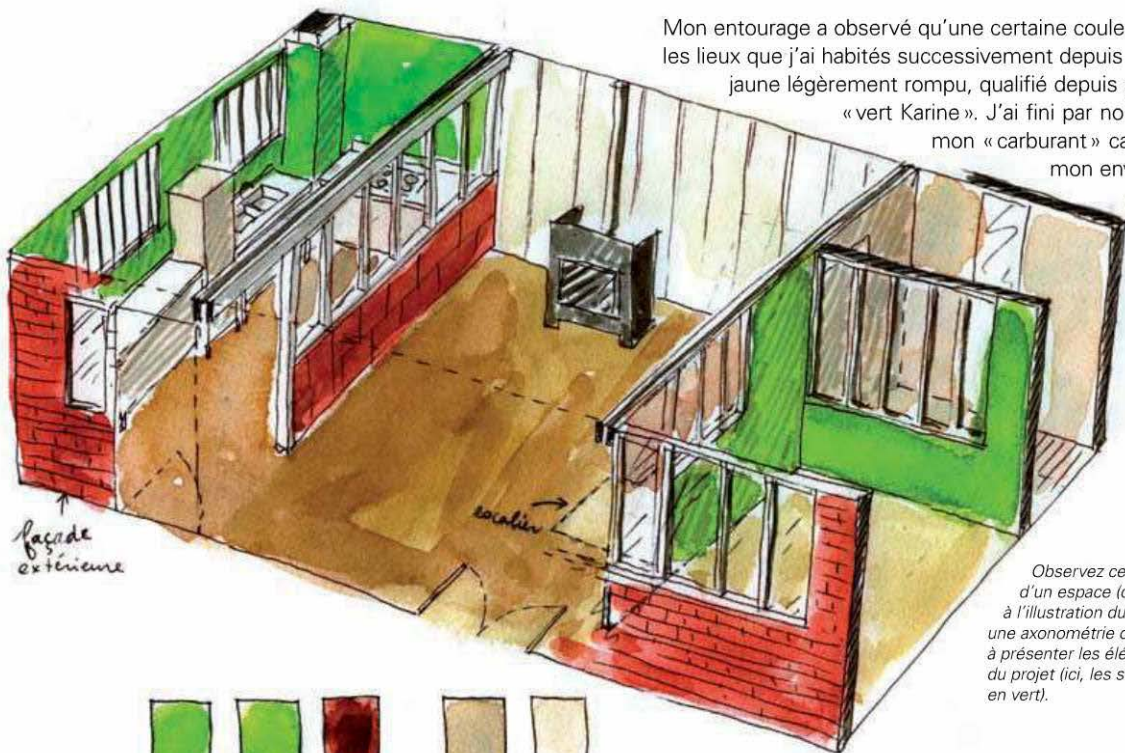 Mon entourage a observé qu'une certaine coule
les lieux que j'ai habités successivement depuis
jaune légèrement rompu, qualifié depuis
« vert Karine ». J'ai fini par no
mon « carburant » ca
mon env
façade
extérieure
escalier
Observez ce
d'un espace (
à l'illustration du
une axonométrie
à présenter les élé
du projet (ici, les s
en vert).